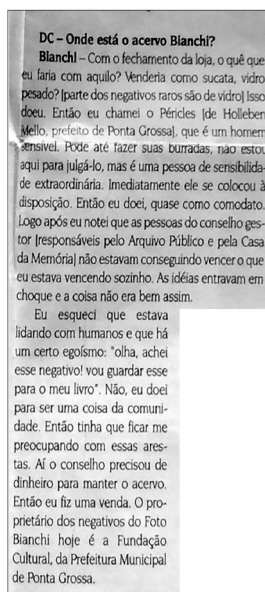 DC – Onde está o acervo Bianchi?
Bianchi – Com o fechamento da loja, o quê que
eu faria com aquilo? Venderia como sucata, vidro
pesado? [parte dos negativos raros são de vidro] Isso
doeu. Então eu chamei o Péricles [de Holleben
Mello, prefeito de Ponta Grossa], que é um homem
sensível. Pode até fazer suas burradas, não estou
aqui para julgá-lo, mas é uma pessoa de sensibilida-
de extraordinária. Imediatamente ele se colocou à
disposição. Então eu doei, quase como comodato.
Logo após eu notei que as pessoas do conselho ges-
tor [responsáveis pelo Arquivo Público e pela Casa
da Memória] não estavam conseguindo vencer o que
eu estava vencendo sozinho. As idéias entravam em
choque e a coisa não era bem assim.
Eu esqueci que estava
lidando com humanos e que há
um certo egoísmo: "olha, achei
esse negativo! vou guardar esse
para o meu livro". Não, eu doei
para ser uma coisa da comuni-
dade. Então tinha que ficar me
preocupando com essas ares-
tas. Aí o conselho precisou de
dinheiro para manter o acervo.
Então eu fiz uma venda. O pro-
prietário dos negativos do Foto
Bianchi hoje é a Fundação
Cultural, da Prefeitura Municipal
de Ponta Grossa.